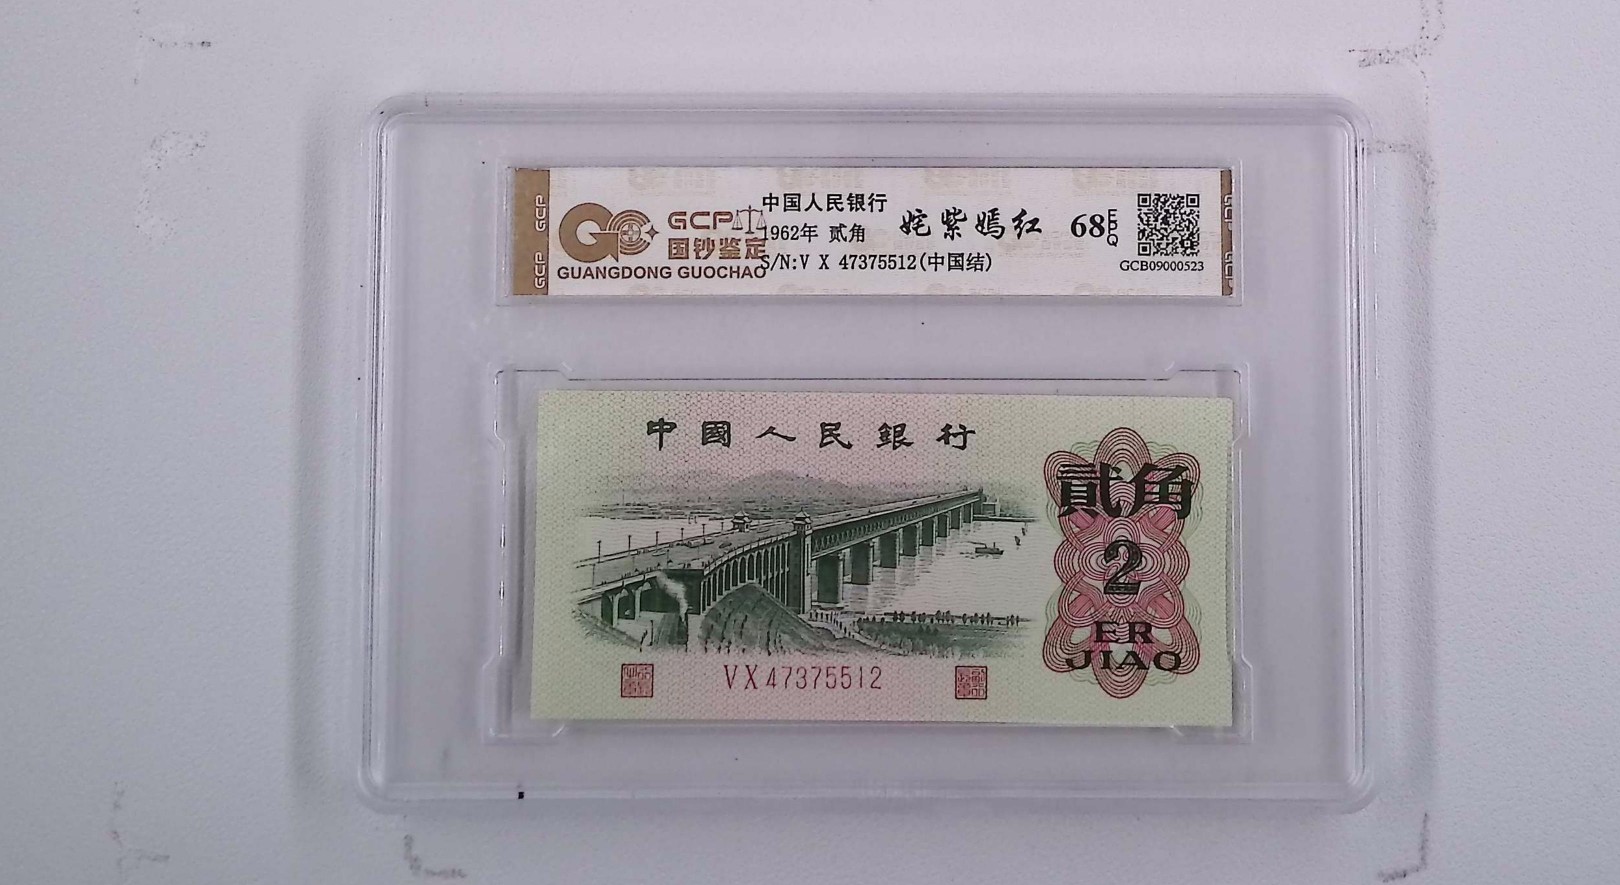 GCP
GCP
GCP
国钞鉴定
GUANGDONG GUOCHAO
中国人民银行
1962年 贰角
S/N:V X 47375512(中国结)
姹紫嫣红
68
EPQ
GCB09000523
中國人民銀行
貳角
2
ER
JIAO
VX47375512